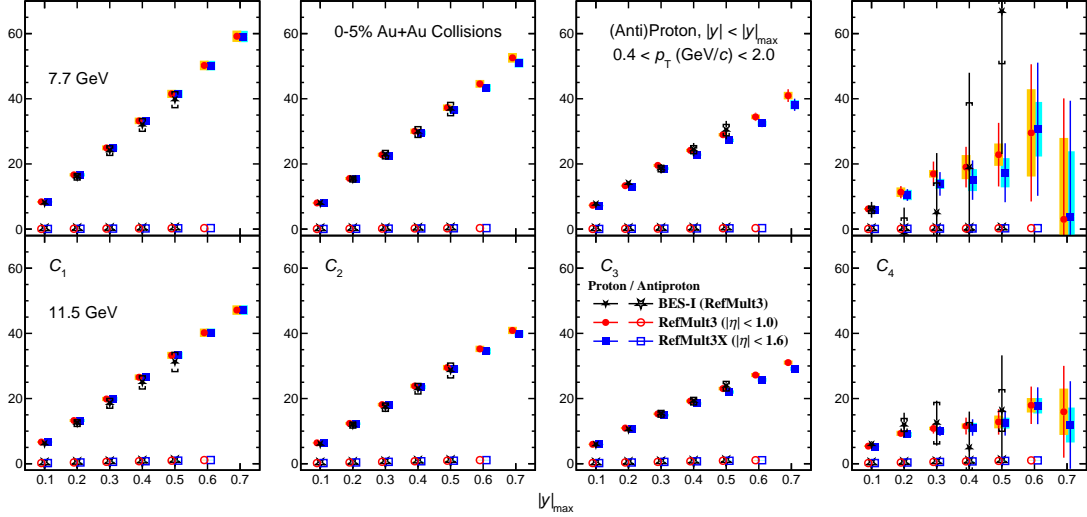 0-5% Au+Au Collisions
(Anti)Proton, |y| < |y|max
0.4 < pT (GeV/c) < 2.0
7.7 GeV
60
40
20
0
C1
C2
C3
C4
Proton / Antiproton
BES-I (RefMult3)
RefMult3 (|η| < 1.0)
RefMult3X (|η| < 1.6)
11.5 GeV
60
40
20
0
0.1 0.2 0.3 0.4 0.5 0.6 0.7
0.1 0.2 0.3 0.4 0.5 0.6 0.7
0.1 0.2 0.3 0.4 0.5 0.6 0.7
0.1 0.2 0.3 0.4 0.5 0.6 0.7
|y|max